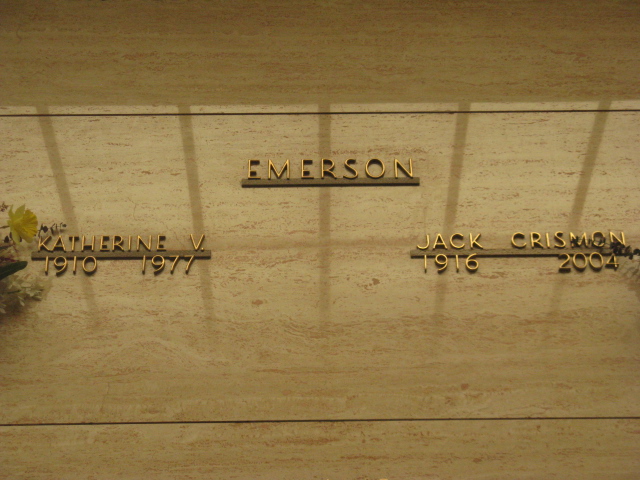 EMERSON
KATHERINE V.
1910 1977
JACK CRISMON
1916 2004